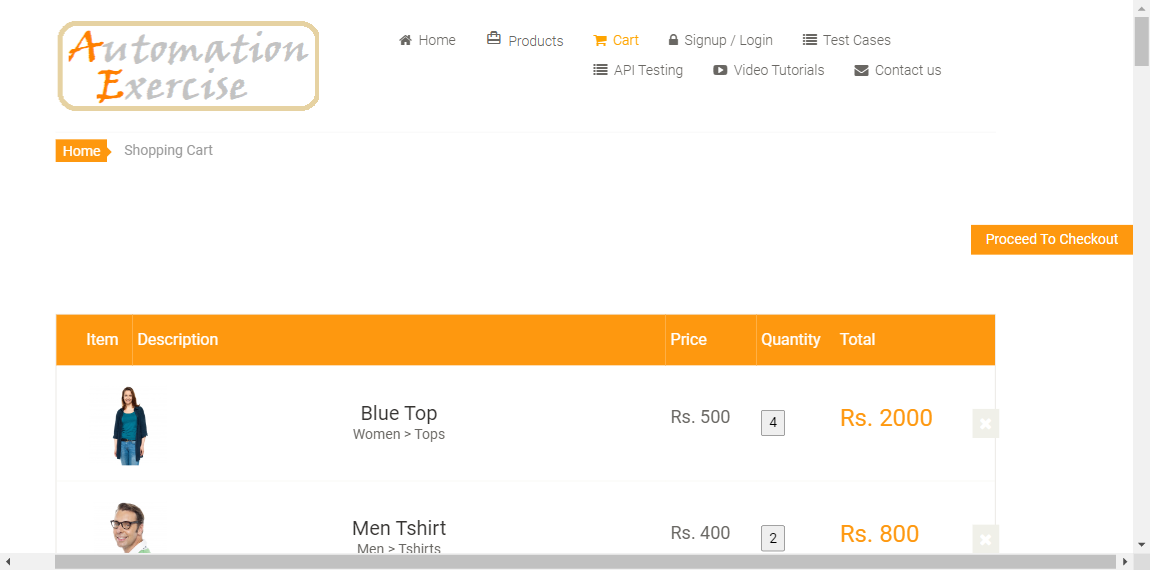 Automation
Exercise
Home Products Cart Signup / Login Test Cases
API Testing Video Tutorials Contact us
Home Shopping Cart
Proceed To Checkout
Item Description Price Quantity Total
Blue Top
Women > Tops
Rs. 500 4 Rs. 2000
Men Tshirt
Men > Tshirts
Rs. 400 2 Rs. 800